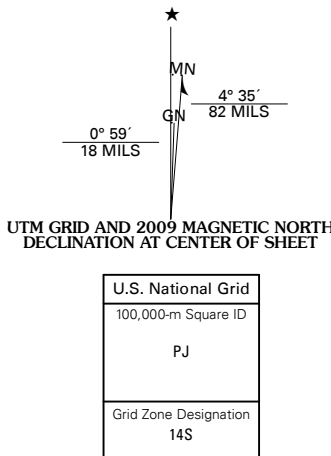 ★
MN
4° 35´
82 MILS
GN
0° 59´
18 MILS
UTM GRID AND 2009 MAGNETIC NORTH
DECLINATION AT CENTER OF SHEET
U.S. National Grid
100,000-m Square ID
PJ
Grid Zone Designation
14S